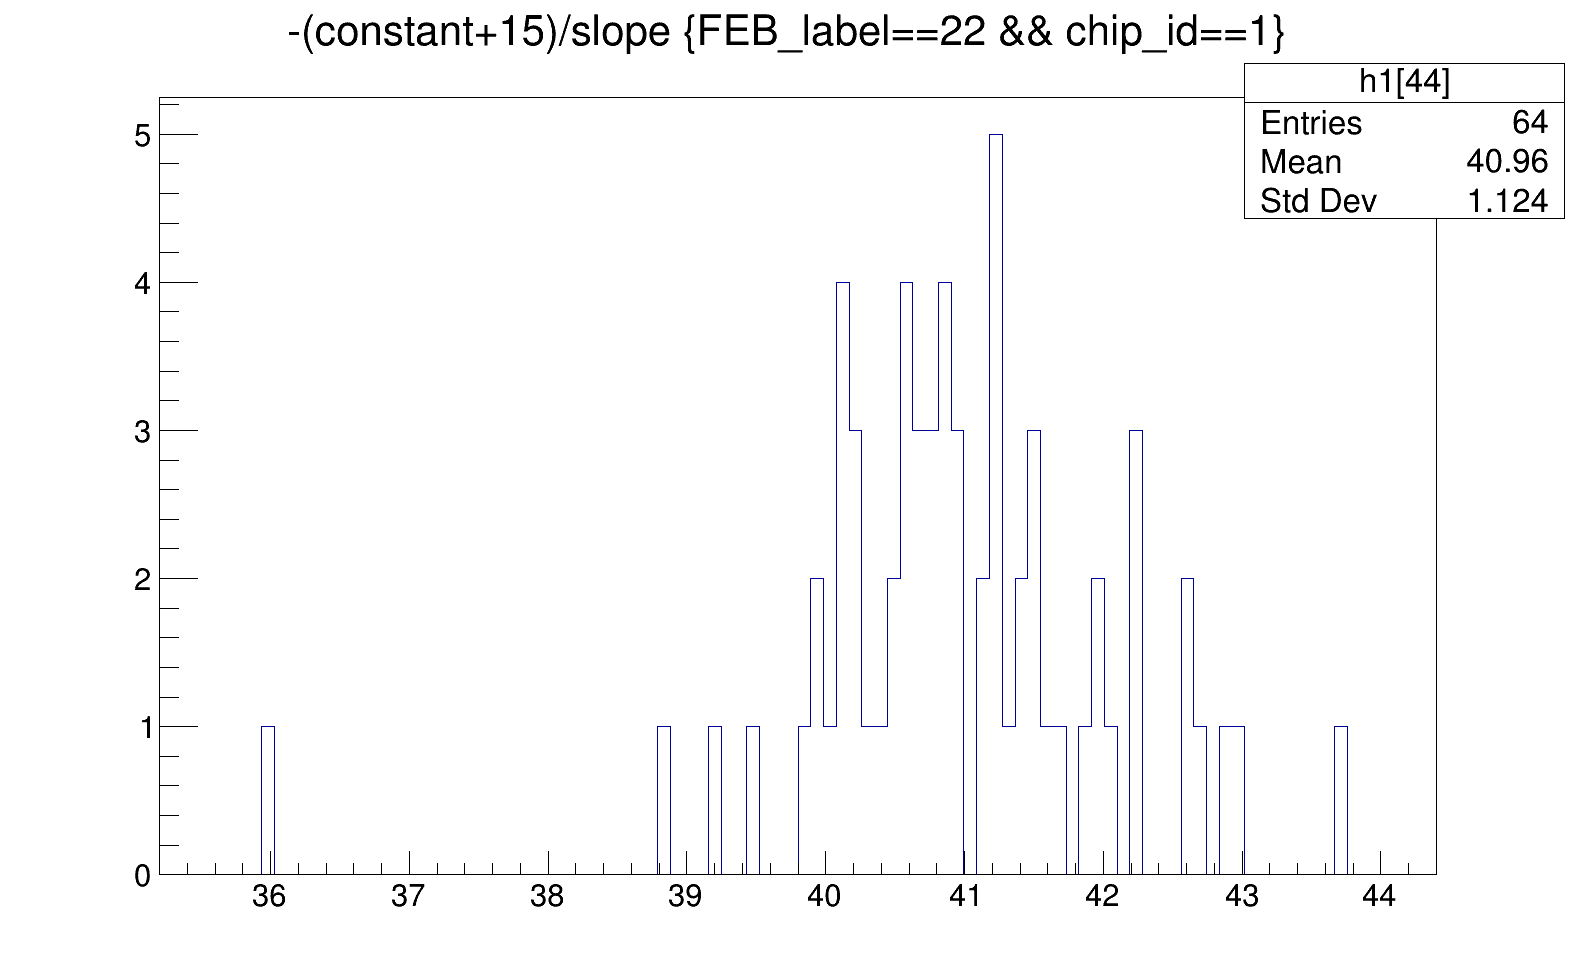 -(constant+15)/slope {FEB_label==22 && chip_id==1}
h1[44]
Entries 64
Mean 40.96
Std Dev 1.124
5
4
3
2
1
0
36 37 38 39 40 41 42 43 44